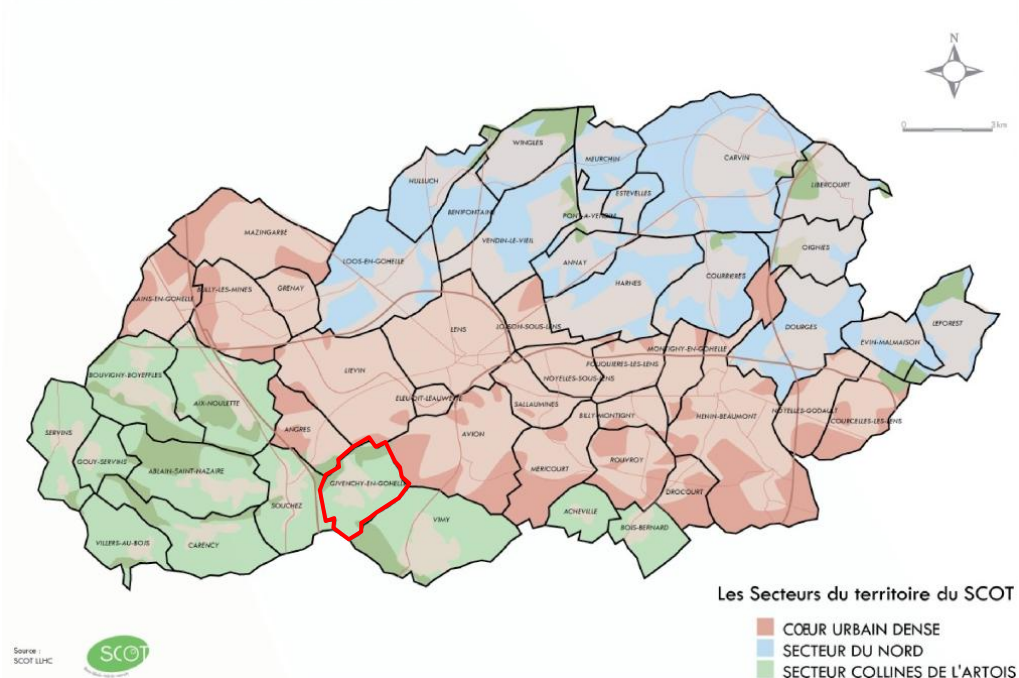 N
0 3 km
WINGLES
MEURCHIN
CARVIN
HULLUCH
ESTEVELLES
LIBERCOURT
BENIFONTAINE
PONT-A-VENDIN
MAZINGARBE
VENDIN-LE-VIEIL
OIGNIES
LOOS-EN-GOHELLE
ANNAY
COURRIERES
HARNES
SAINS-EN-GOHELLE
BULLY-LES-MINES
GRENAY
LEFOREST
LENS
LOISON-SOUS-LENS
DOURGES
EVIN-MALMAISON
MONTIGNY-EN-GOHELLE
FOUQUIERES-LES-LENS
LIEVIN
BOUVIGNY-BOYEFFLES
NOYELLES-SOUS-LENS
ELEU-DIT-LEAUWETTE
AIX-NOULETTE
SALLAUMINES
BILLY-MONTIGNY
HENIN-BEAUMONT
NOYELLES-GODAULT
COURCELLES-LES-LENS
ANGRES
AVION
SERVINS
GOUY-SERVINS
ROUVROY
ABLAIN-SAINT-NAZAIRE
MERICOURT
GIVENCHY-EN-GOHELLE
DROCOURT
SOUCHEZ
ACHEVILLE
VIMY
BOIS-BERNARD
VILLERS-AU-BOIS
CARENCY
Les Secteurs du territoire du SCOT
CŒUR URBAIN DENSE
SECTEUR DU NORD
SECTEUR COLLINES DE L'ARTOIS
Source :
SCOT LLHC
SCOT